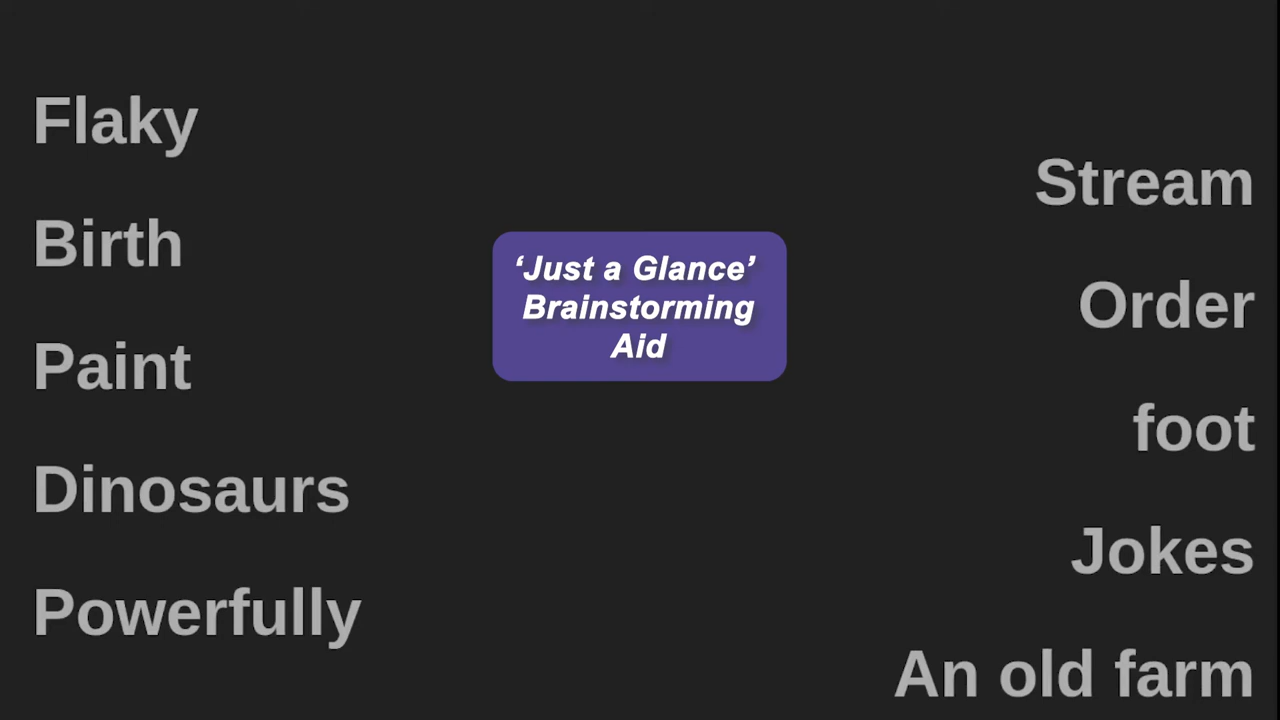 Flaky
Birth
Paint
Dinosaurs
Powerfully
‘Just a Glance’
Brainstorming
Aid
Stream
Order
foot
Jokes
An old farm